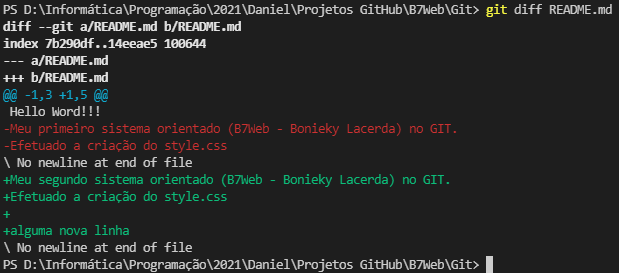 PS D:\Informática\Programação\2021\Daniel\Projetos GitHub\B7Web\Git> git diff README.md
diff --git a/README.md b/README.md
index 7b290df..14eeae5 100644
--- a/README.md
+++ b/README.md
@@ -1,3 +1,5 @@
 Hello Word!!!
-Meu primeiro sistema orientado (B7Web - Bonieky Lacerda) no GIT.
-Efetuado a criação do style.css
\ No newline at end of file
+Meu segundo sistema orientado (B7Web - Bonieky Lacerda) no GIT.
+Efetuado a criação do style.css
+
+alguma nova linha
\ No newline at end of file
PS D:\Informática\Programação\2021\Daniel\Projetos GitHub\B7Web\Git>